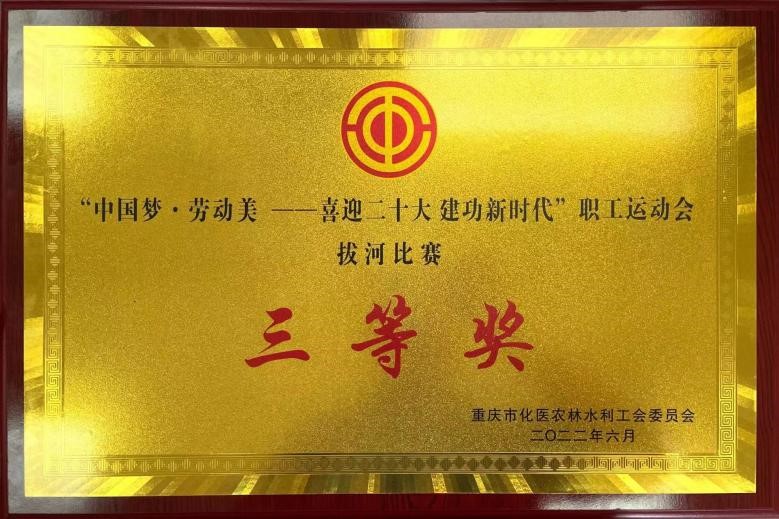 “中国梦·劳动美 ——喜迎二十大 建功新时代”职工运动会
拔河比赛
三等奖
重庆市化医农林水利工会委员会
二〇二二年六月